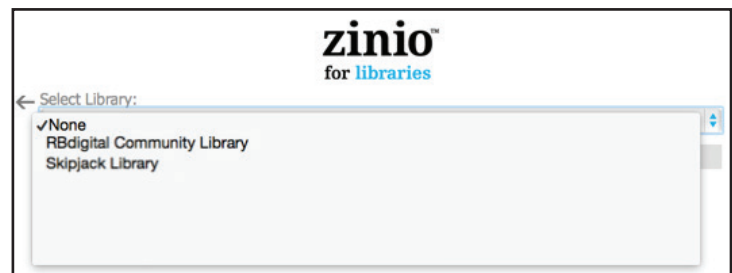 zinio™
for libraries
← Select Library:
✓None
RBdigital Community Library
Skipjack Library